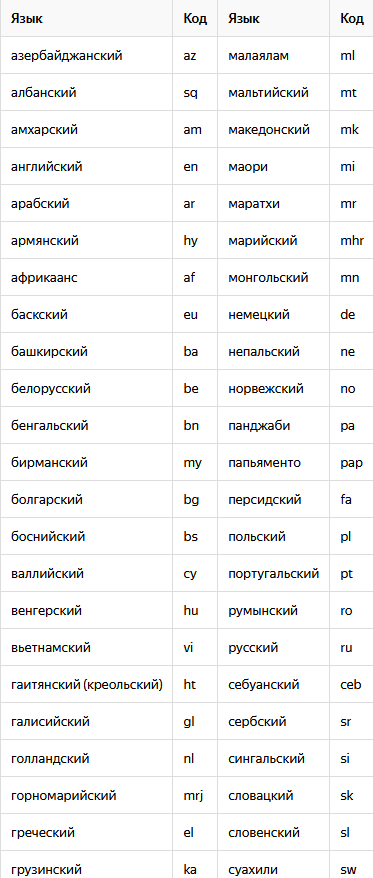 Язык Код Язык Код
азербайджанский az малаялам ml
албанский sq мальтийский mt
амхарский am македонский mk
английский en маори mi
арабский ar маратхи mr
армянский hy марийский mhr
африкаанс af монгольский mn
баскский eu немецкий de
башкирский ba непальский ne
белорусский be норвежский no
бенгальский bn панджаби pa
бирманский my папьяменто pap
болгарский bg персидский fa
боснийский bs польский pl
валлийский cy португальский pt
венгерский hu румынский ro
вьетнамский vi русский ru
гаитянский (креольский) ht себуанский ceb
галисийский gl сербский sr
голландский nl сингальский si
горномарийский mrj словацкий sk
греческий el словенский sl
грузинский ka суахили sw